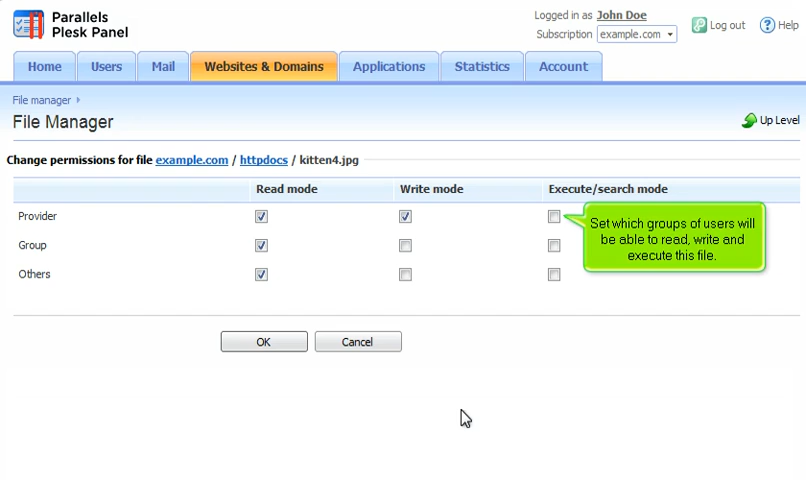 Parallels
Plesk Panel
Logged in as John Doe
Subscription example.com
Log out
Help
Home Users Mail Websites & Domains Applications Statistics Account
File manager
File Manager
Up Level
Change permissions for file example.com / httpdocs / kitten4.jpg
Read mode Write mode Execute/search mode
Provider
Group
Others
Set which groups of users will
be able to read, write and
execute this file.
OK Cancel